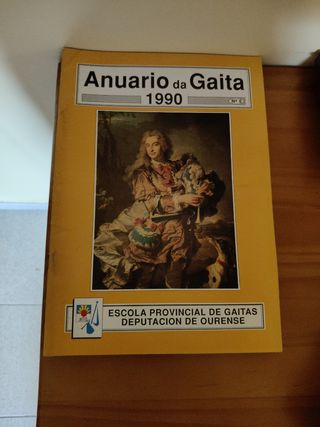 Anuario da Gaita
1990
ESCOLA PROVINCIAL DE GAITAS
DEPUTACION DE OURENSE